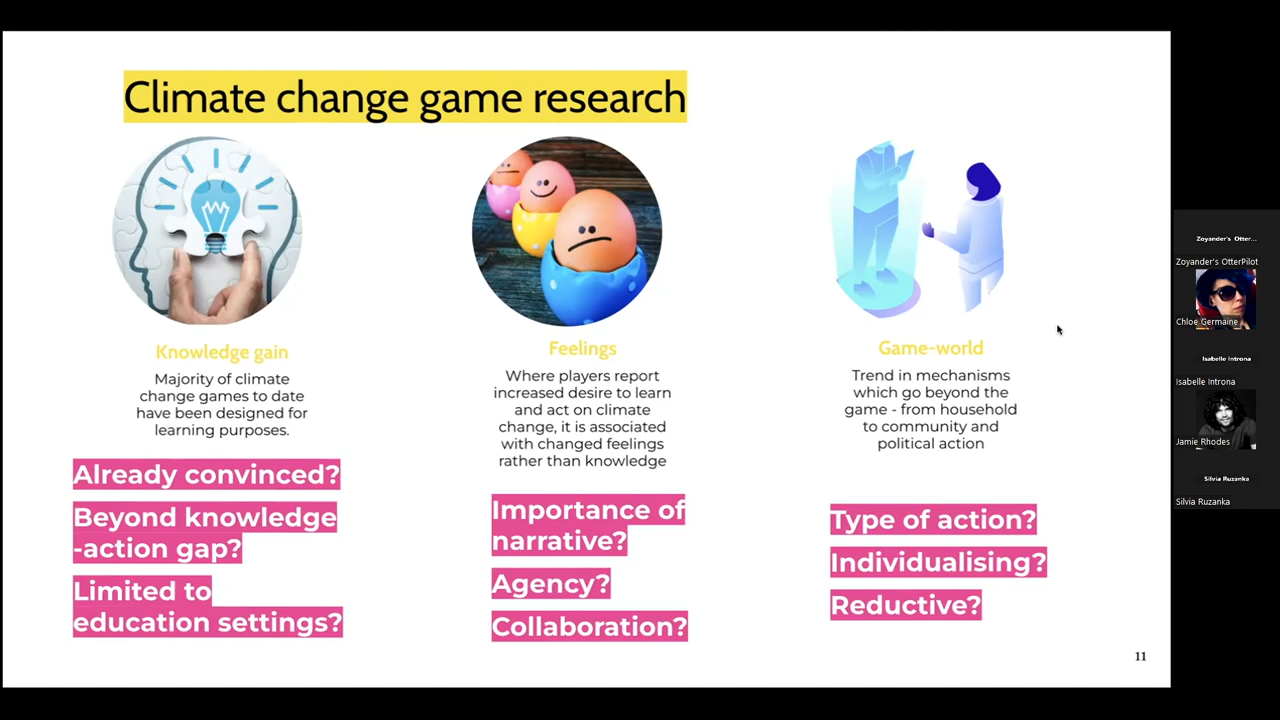 Climate change game research
Knowledge gain
Majority of climate
change games to date
have been designed for
learning purposes.
Already convinced?
Beyond knowledge
-action gap?
Limited to
education settings?
Feelings
Where players report
increased desire to learn
and act on climate
change, it is associated
with changed feelings
rather than knowledge
Importance of
narrative?
Agency?
Collaboration?
Game-world
Trend in mechanisms
which go beyond the
game - from household
to community and
political action
Type of action?
Individualising?
Reductive?
11
Zoyander's Otter...
Zoyander's OtterPilot
Chloe Germaine
Isabelle Introna
Isabelle Introna
Jamie Rhodes
Silvia Ruzanka
Silvia Ruzanka